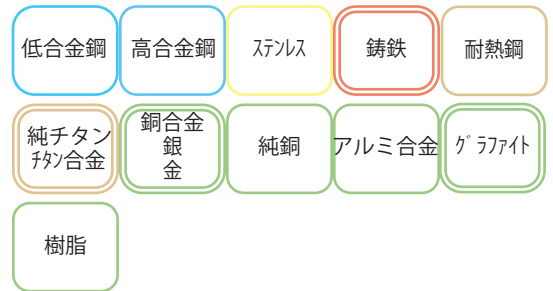 低合金鋼
高合金鋼
ｽﾃﾝﾚｽ
鋳鉄
耐熱鋼
純チタン
ﾁﾀﾝ合金
銅合金
銀
金
純銅
アルミ合金
ｸﾞﾗﾌｧｲﾄ
樹脂